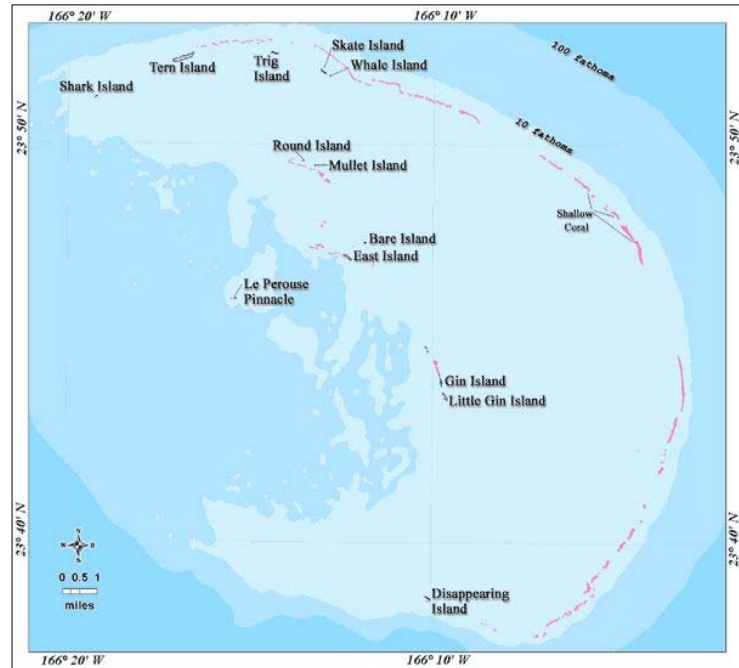 166° 20' W
166° 10' W
Skate Island
Whale Island
100 fathoms
Tern Island
Trig
Island
Shark Island
23° 50' N
10 fathoms
23° 50' N
Round Island
Mullet Island
Shallow
Coral
Bare Island
East Island
Le Perouse
Pinnacle
Gin Island
Little Gin Island
23° 40' N
N
W
E
S
23° 40' N
0 0.5 1
miles
Disappearing
Island
166° 20' W
166° 10' W